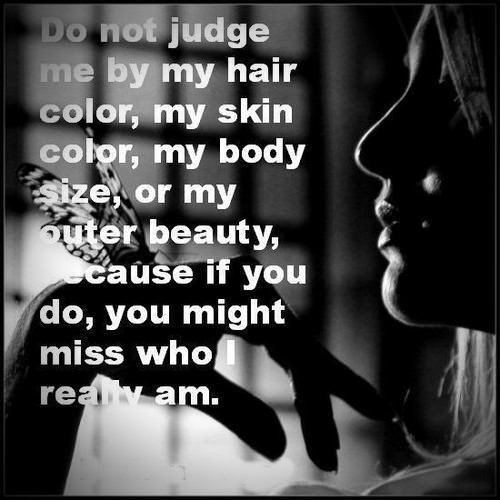 Do not judge
me by my hair
color, my skin
color, my body
size, or my
outer beauty,
because if you
do, you might
miss who I
really am.